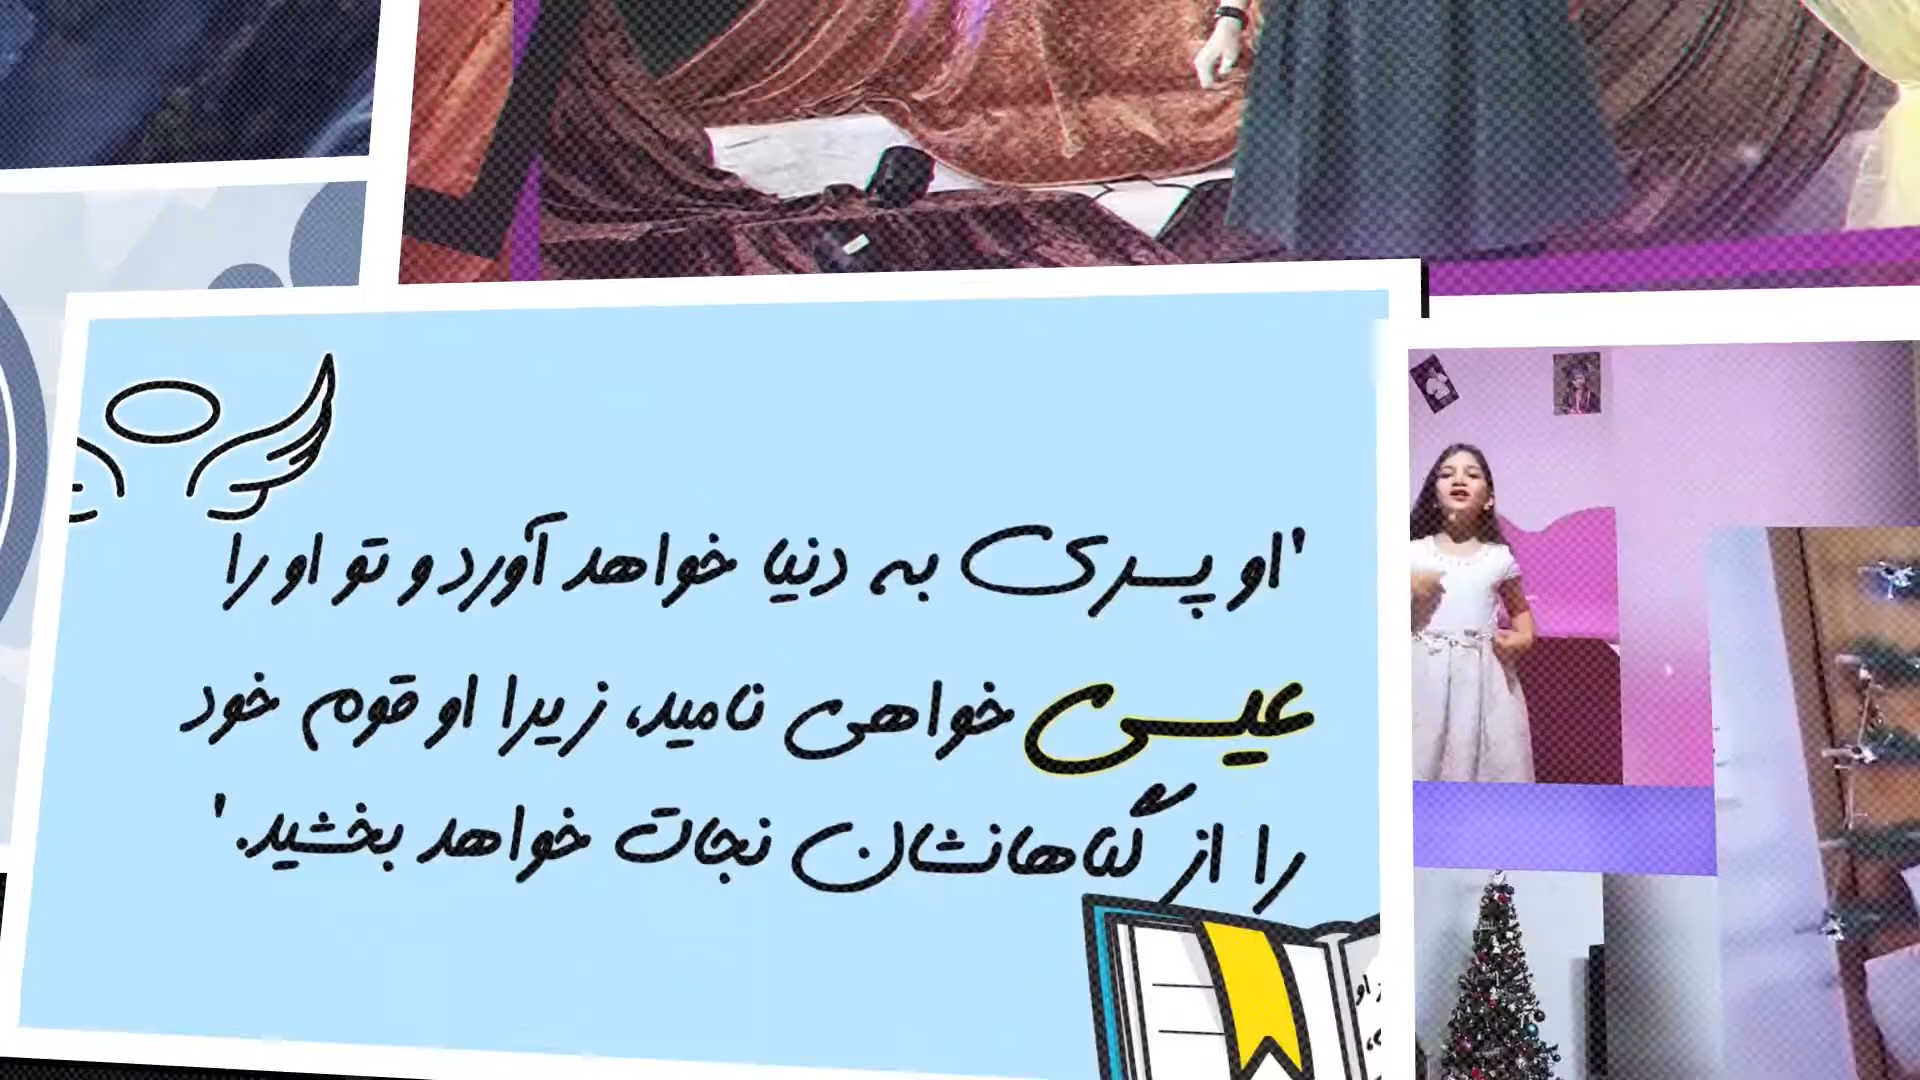 'او پسری به دنیا خواهد آورد و تو او را
عیسی خواهی نامید، زیرا او قوم خود
را از گناهانشان نجات خواهد بخشید.'